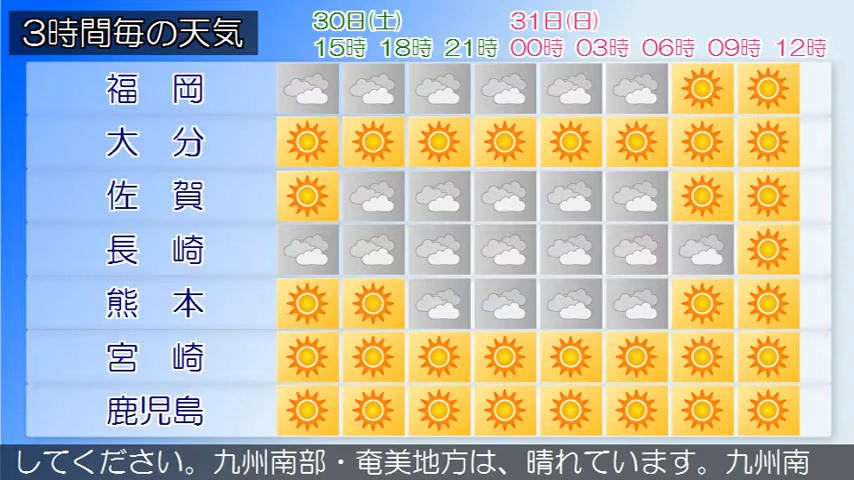 3時間毎の天気
30日(土) 31日(日)
15時 18時 21時 00時 03時 06時 09時 12時
福岡
大分
佐賀
長崎
熊本
宮崎
鹿児島
してください。九州南部・奄美地方は、晴れています。九州南